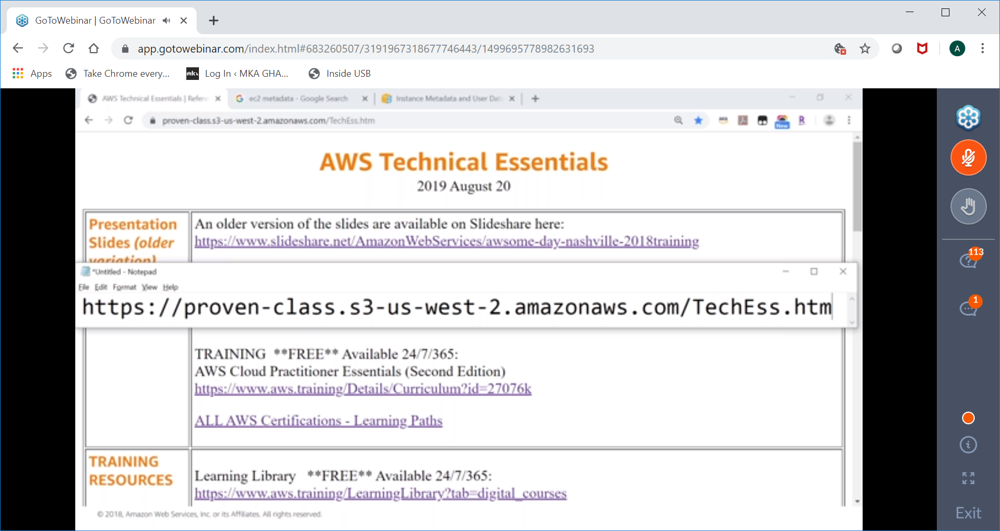 GoToWebinar | GoToWebinar
app.gotowebinar.com/index.html#683260507/3191967318677746443/1499695778982631693
A
Apps
Take Chrome every...
mka
Log In ‹ MKA GHA...
Inside USB
AWS Technical Essentials | Refere
ec2 metadata - Google Search
Instance Metadata and User Dat
proven-class.s3-us-west-2.amazonaws.com/TechEss.htm
New
R
AWS Technical Essentials
2019 August 20
Presentation
Slides (older
variation)
An older version of the slides are available on Slideshare here:
https://www.slideshare.net/AmazonWebServices/awsome-day-nashville-2018training
*Untitled - Notepad
File Edit Format View Help
https://proven-class.s3-us-west-2.amazonaws.com/TechEss.htm
TRAINING **FREE** Available 24/7/365:
AWS Cloud Practitioner Essentials (Second Edition)
https://www.aws.training/Details/Curriculum?id=27076k
ALL AWS Certifications - Learning Paths
TRAINING
RESOURCES
Learning Library **FREE** Available 24/7/365:
https://www.aws.training/LearningLibrary?tab=digital_courses
© 2018, Amazon Web Services, Inc. or its Affiliates. All rights reserved.
113
1
Exit